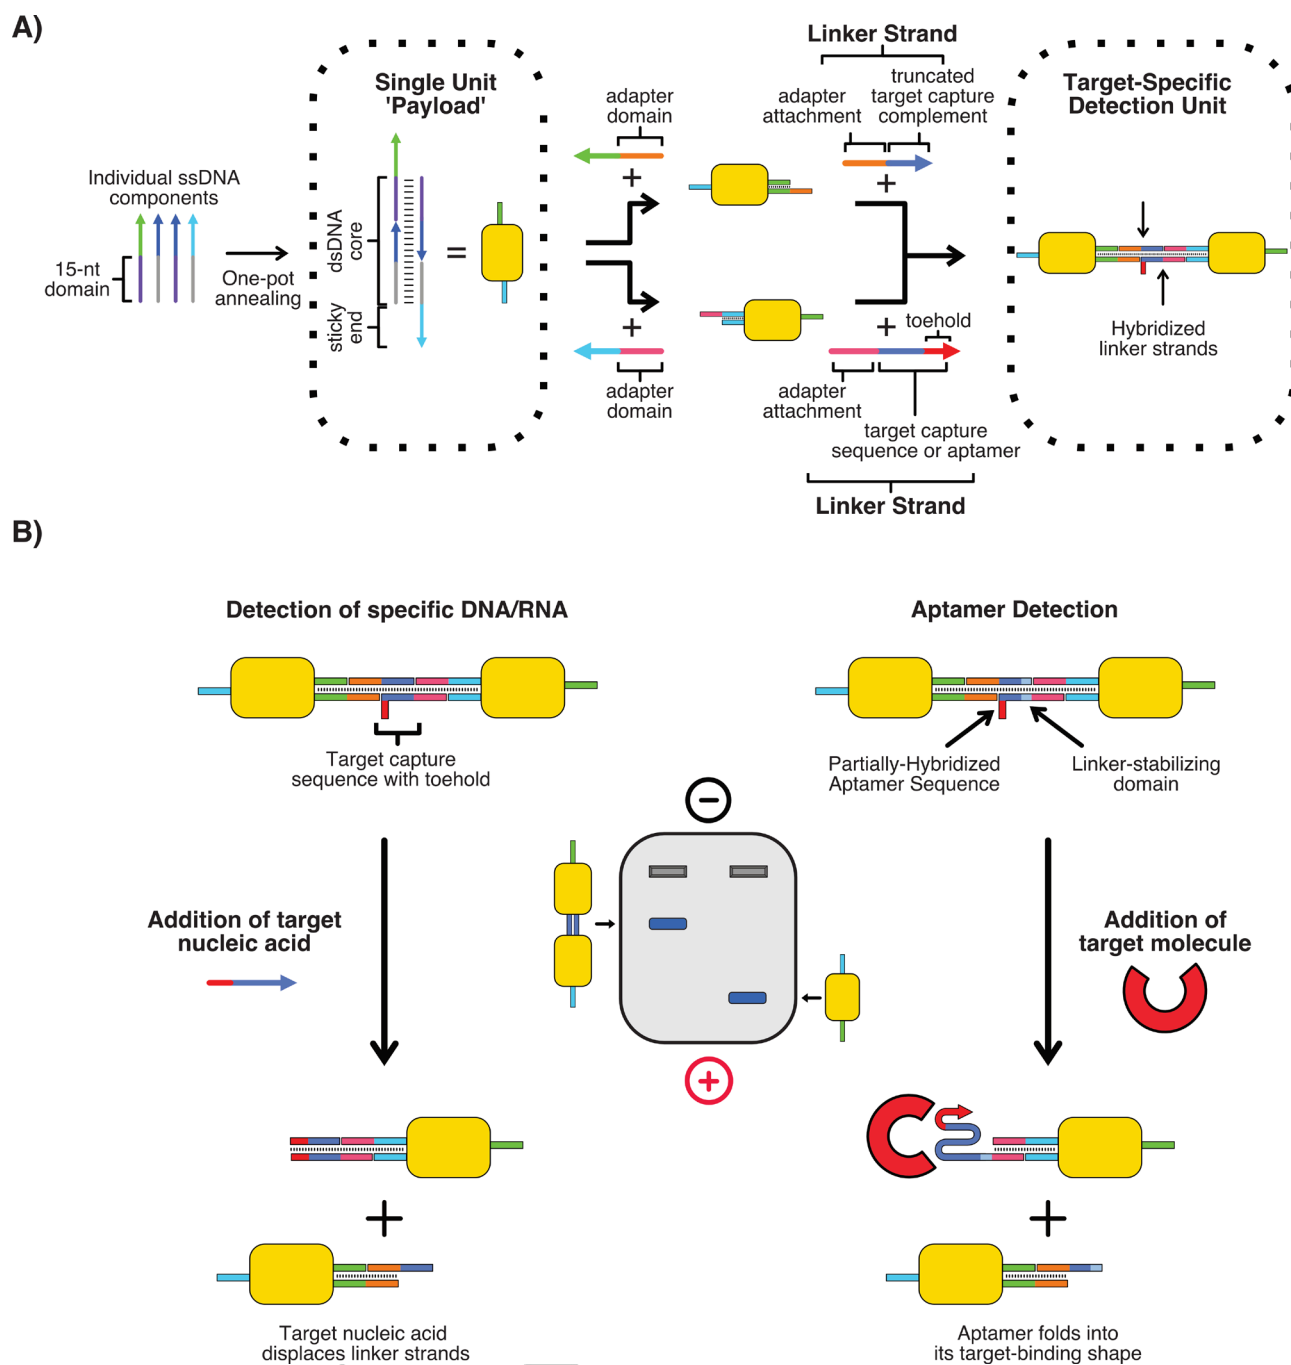 A)
Individual ssDNA
components
15-nt
domain
One-pot
annealing
Single Unit
'Payload'
dsDNA
core
sticky
end
=
adapter
domain
+
+
adapter
domain
Linker Strand
adapter
attachment
truncated
target capture
complement
+
+
toehold
adapter
attachment
target capture
sequence or aptamer
Linker Strand
Target-Specific
Detection Unit
Hybridized
linker strands
B)
Detection of specific DNA/RNA
Target capture
sequence with toehold
Addition of target
nucleic acid
+
Target nucleic acid
displaces linker strands
−
+
Aptamer Detection
Partially-Hybridized
Aptamer Sequence
Linker-stabilizing
domain
Addition of
target molecule
+
Aptamer folds into
its target-binding shape